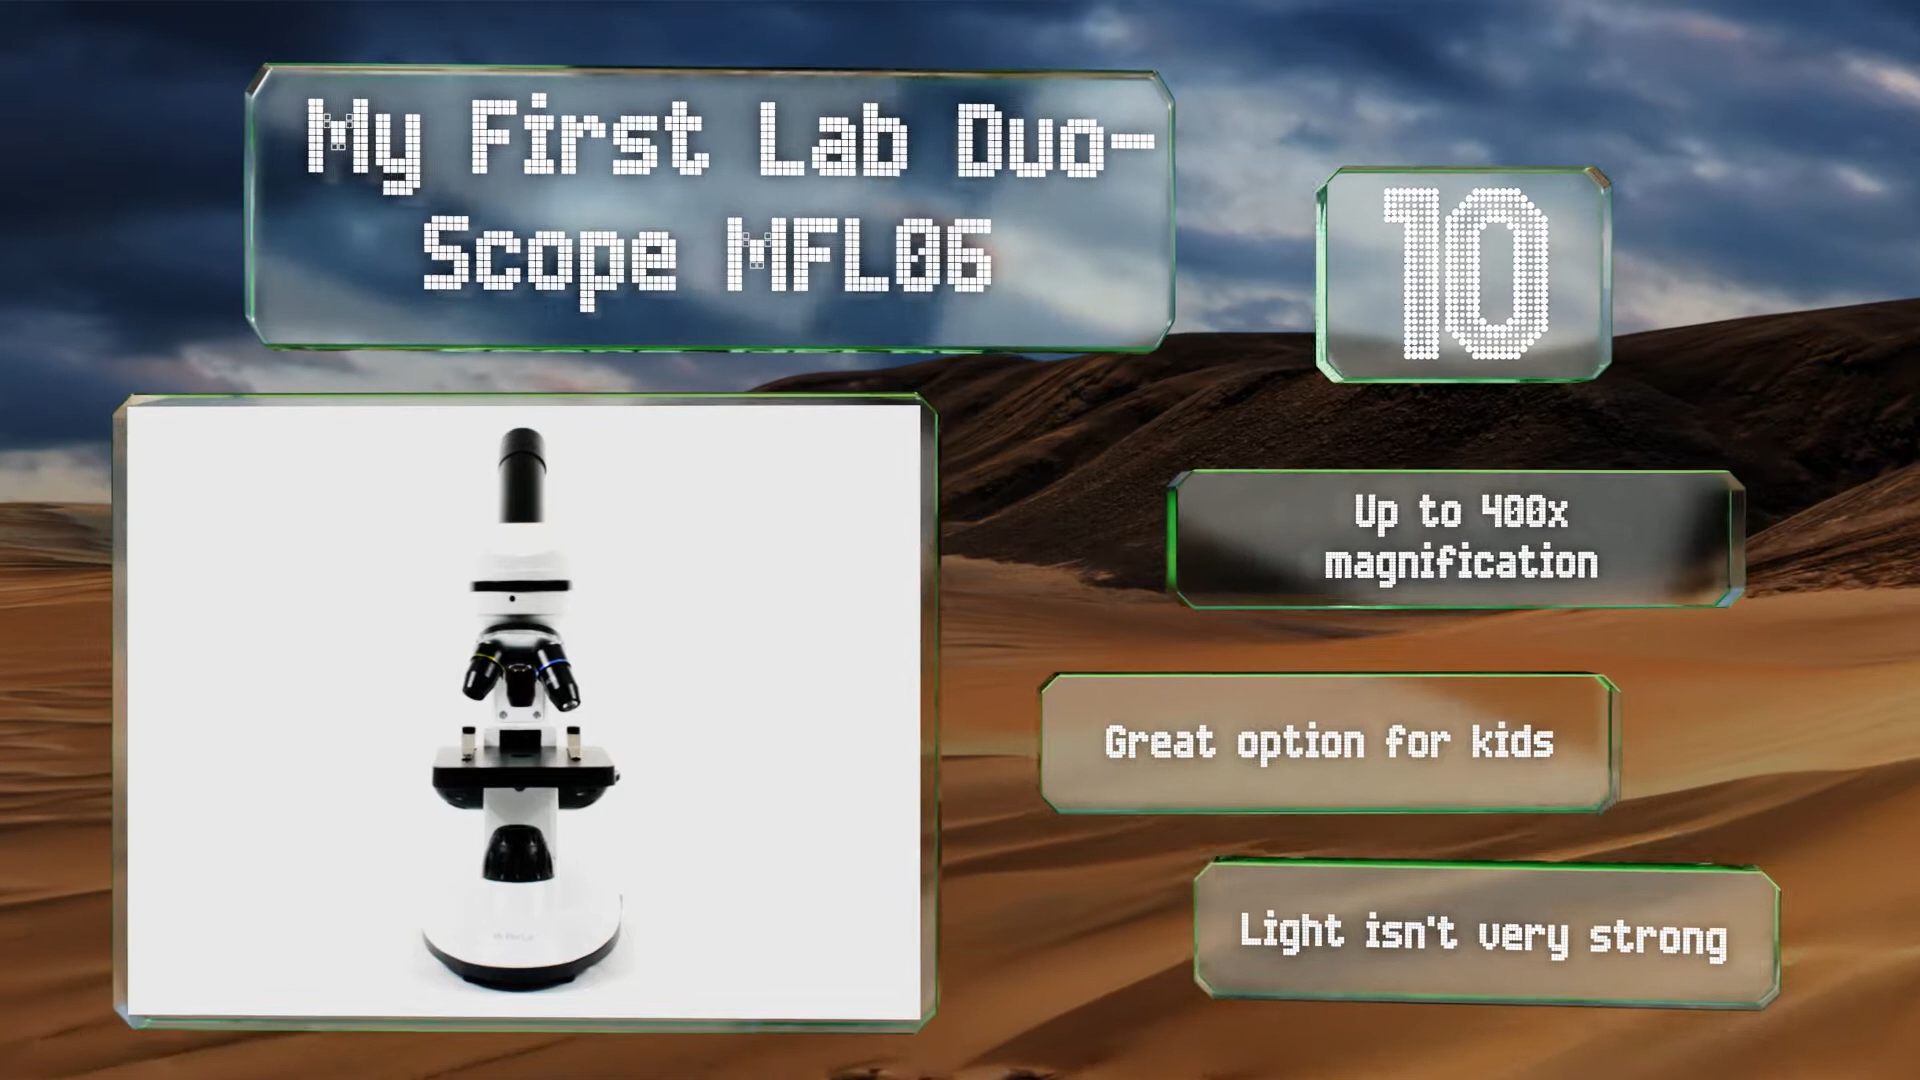 My First Lab Duo-
Scope MFL06
10
Up to 400x
magnification
Great option for kids
Light isn't very strong